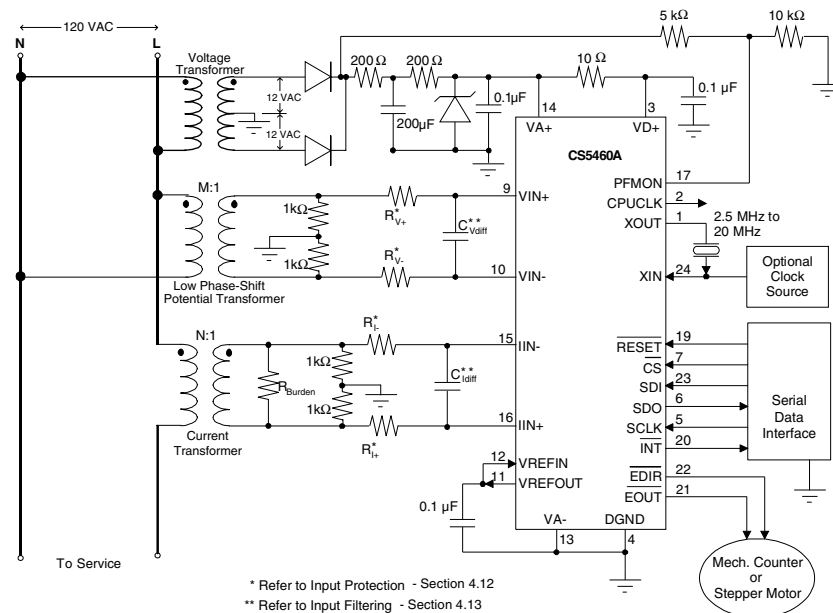 120 VAC
N
L
Voltage
Transformer
12 VAC
12 VAC
200Ω
200Ω
200µF
0.1µF
10 Ω
0.1 µF
5 kΩ
10 kΩ
14
VA+
3
VD+
CS5460A
PFMON
17
CPUCLK
2
XOUT
1
2.5 MHz to
20 MHz
XIN
24
Optional
Clock
Source
M:1
Low Phase-Shift
Potential Transformer
1kΩ
1kΩ
R*V+
R*V-
C**Vdiff
9
VIN+
10
VIN-
N:1
Current
Transformer
RBurden
1kΩ
1kΩ
R*I-
R*I+
C**Idiff
15
IIN-
16
IIN+
12
VREFIN
11
VREFOUT
0.1 µF
RESET
19
CS
7
SDI
23
SDO
6
SCLK
5
INT
20
Serial
Data
Interface
EDIR
22
EOUT
21
VA-
13
DGND
4
Mech. Counter
or
Stepper Motor
To Service
* Refer to Input Protection - Section 4.12
** Refer to Input Filtering - Section 4.13